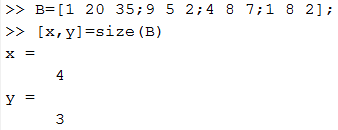 >> B=[1 20 35;9 5 2;4 8 7;1 8 2];
>> [x,y]=size(B)
x =
4
y =
3